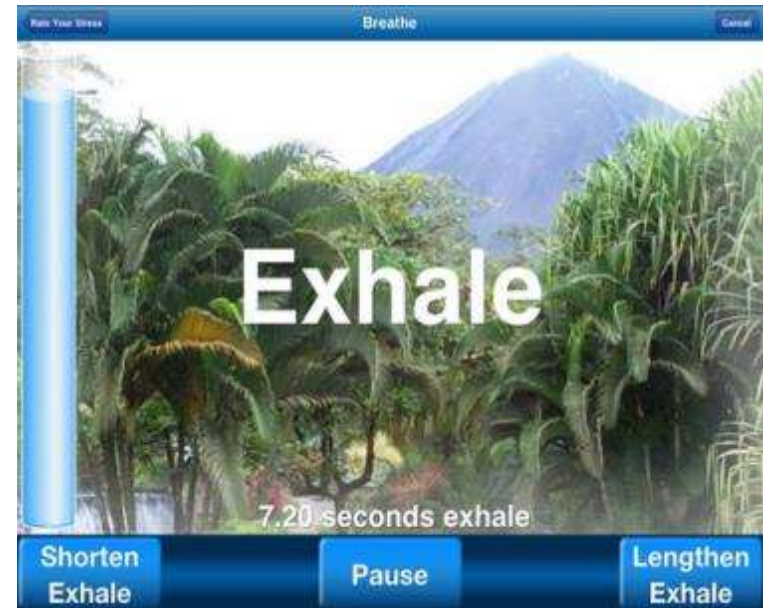 Rate Your Stress
Breathe
Cancel
Exhale
7.20 seconds exhale
Shorten
Exhale
Pause
Lengthen
Exhale